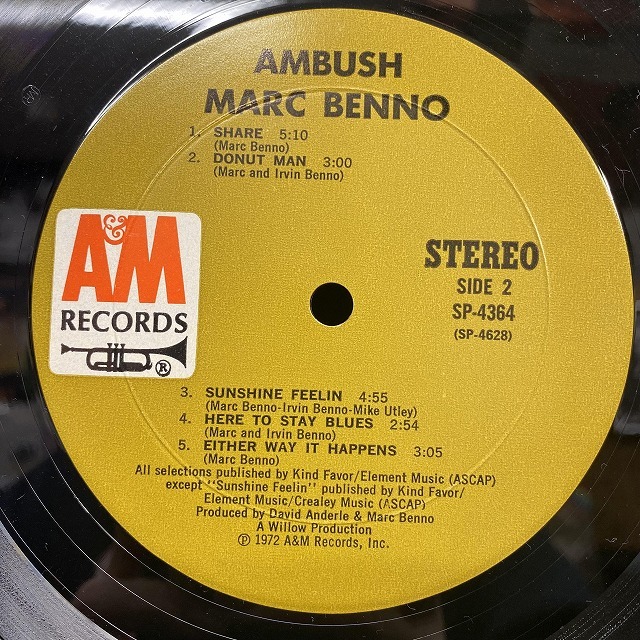 AMBUSH
MARC BENNO
1. SHARE 5:10
(Marc Benno)
2. DONUT MAN 3:00
(Marc and Irvin Benno)
A&M
RECORDS
®
STEREO
SIDE 2
SP-4364
(SP-4628)
3. SUNSHINE FEELIN 4:55
(Marc Benno-Irvin Benno-Mike Utley)
4. HERE TO STAY BLUES 2:54
(Marc and Irvin Benno)
5. EITHER WAY IT HAPPENS 3:05
(Marc Benno)
All selections published by Kind Favor/Element Music (ASCAP)
except "Sunshine Feelin" published by Kind Favor/
Element Music/Crealey Music (ASCAP)
Produced by David Anderle & Marc Benno
A Willow Production
℗ 1972 A&M Records, Inc.